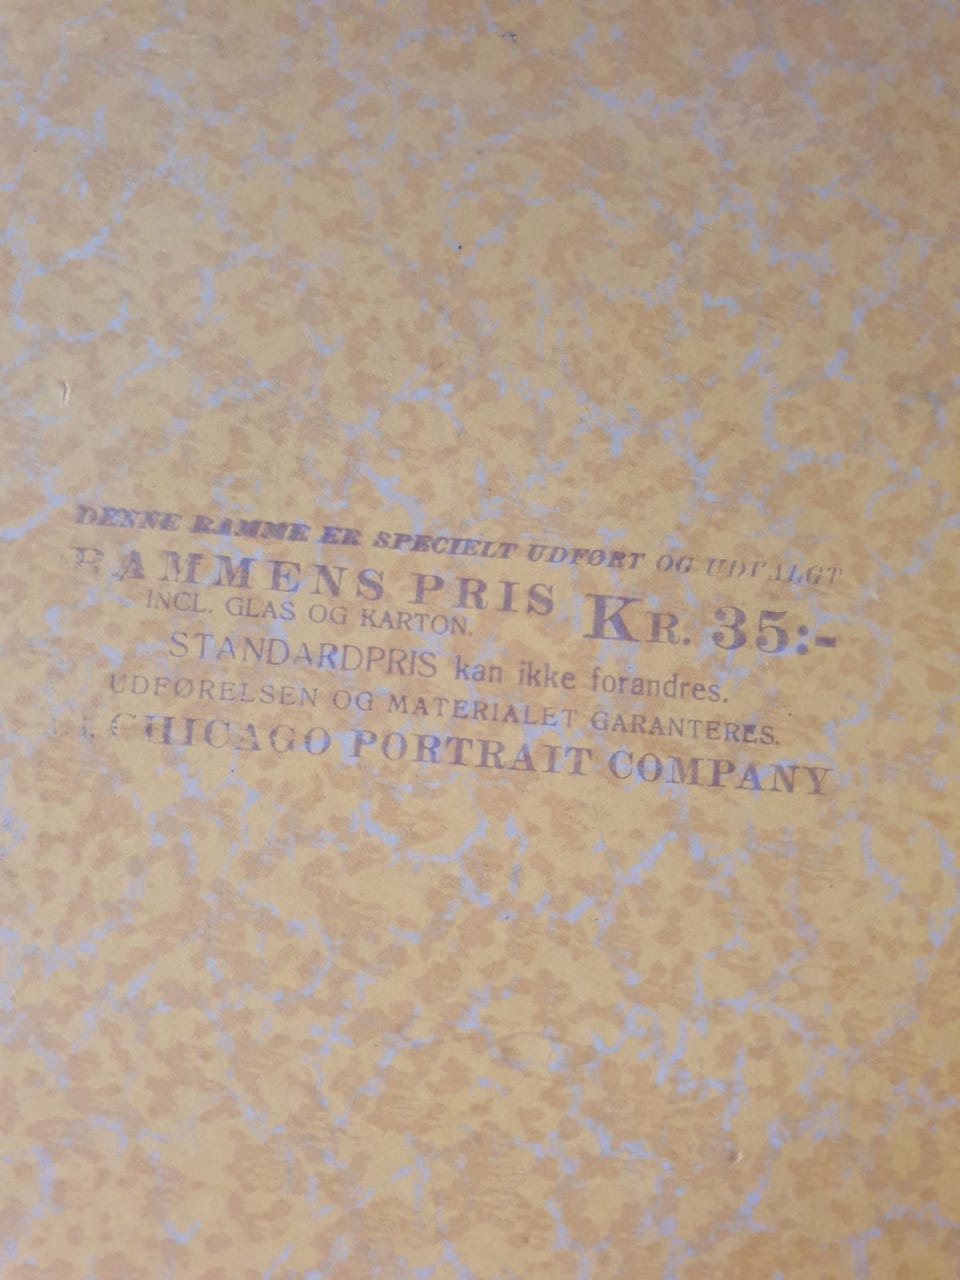 DENNE RAMME ER SPECIELT UDFØRT OG UDVALGT
RAMMENS PRIS KR. 35:-
INCL. GLAS OG KARTON.
STANDARDPRIS kan ikke forandres.
UDFØRELSEN OG MATERIALET GARANTERES.
CHICAGO PORTRAIT COMPANY